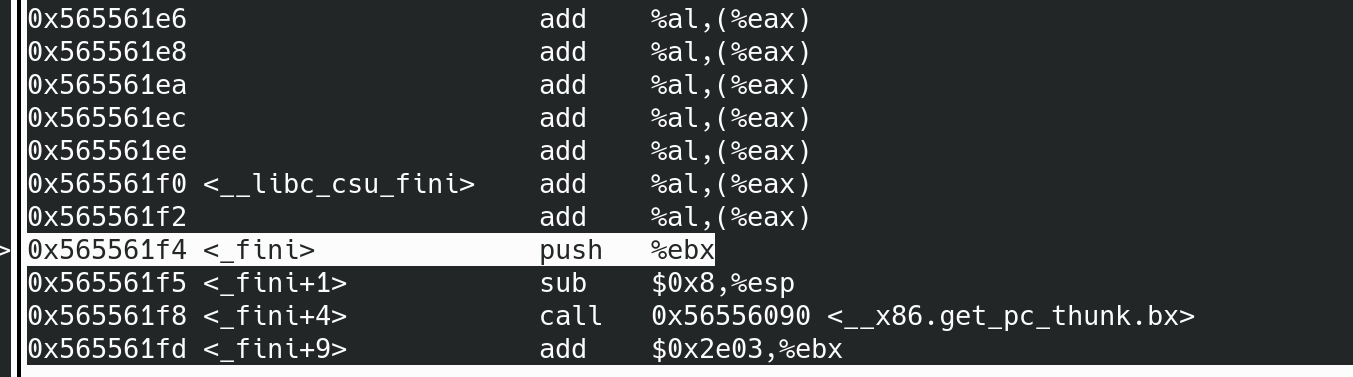 0x565561e6 add %al,(%eax)
0x565561e8 add %al,(%eax)
0x565561ea add %al,(%eax)
0x565561ec add %al,(%eax)
0x565561ee add %al,(%eax)
0x565561f0 <__libc_csu_fini> add %al,(%eax)
0x565561f2 add %al,(%eax)
>0x565561f4 <_fini> push %ebx
0x565561f5 <_fini+1> sub $0x8,%esp
0x565561f8 <_fini+4> call 0x56556090 <__x86.get_pc_thunk.bx>
0x565561fd <_fini+9> add $0x2e03,%ebx